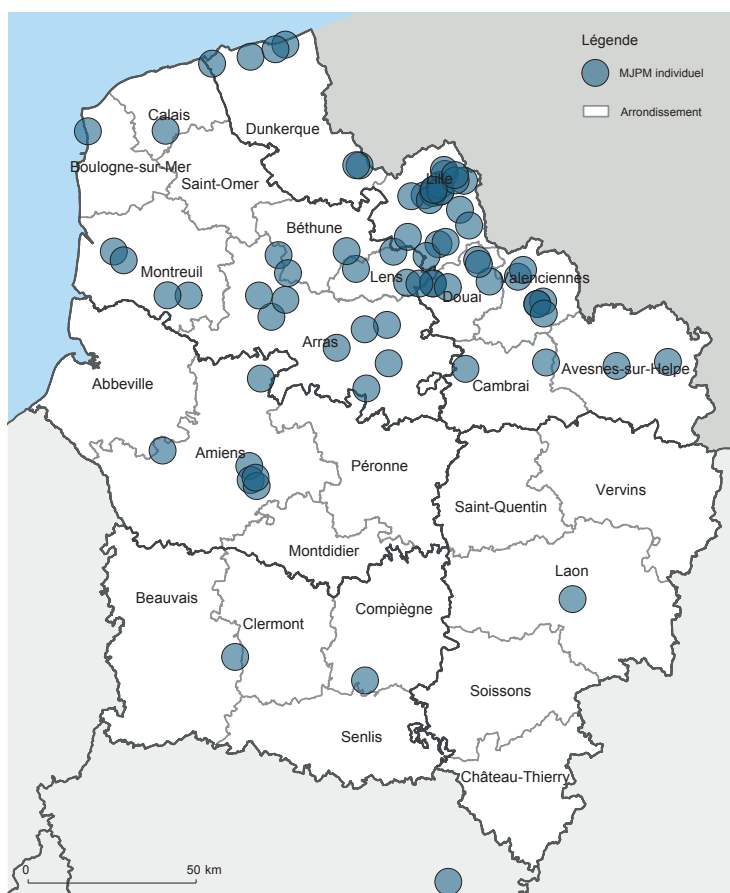 Légende
MJPM individuel
Arrondissement
Calais
Dunkerque
Boulogne-sur-Mer
Saint-Omer
Lille
Béthune
Montreuil
Lens
Valenciennes
Douai
Arras
Abbeville
Cambrai
Avesnes-sur-Helpe
Amiens
Péronne
Saint-Quentin
Vervins
Montdidier
Laon
Beauvais
Clermont
Compiègne
Soissons
Senlis
Château-Thierry
0 50 km